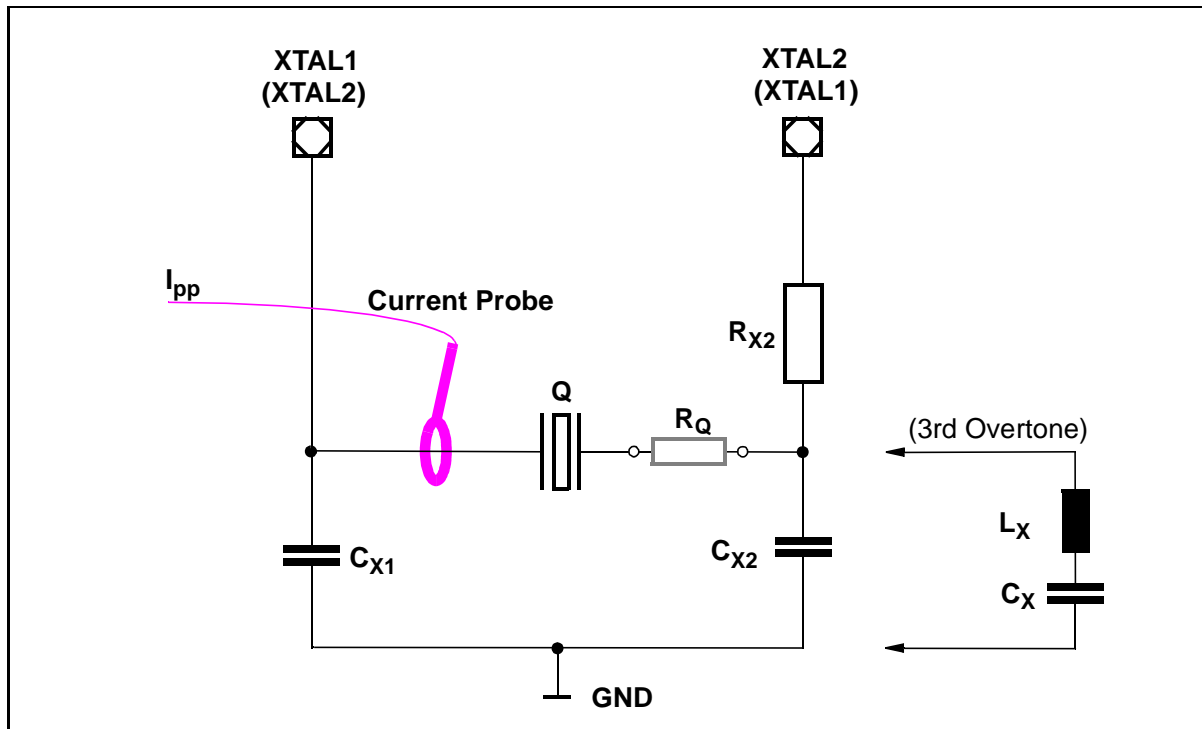 XTAL1
(XTAL2)
XTAL2
(XTAL1)
Ipp
Current Probe
RX2
Q
RQ
(3rd Overtone)
LX
CX1
CX2
CX
GND